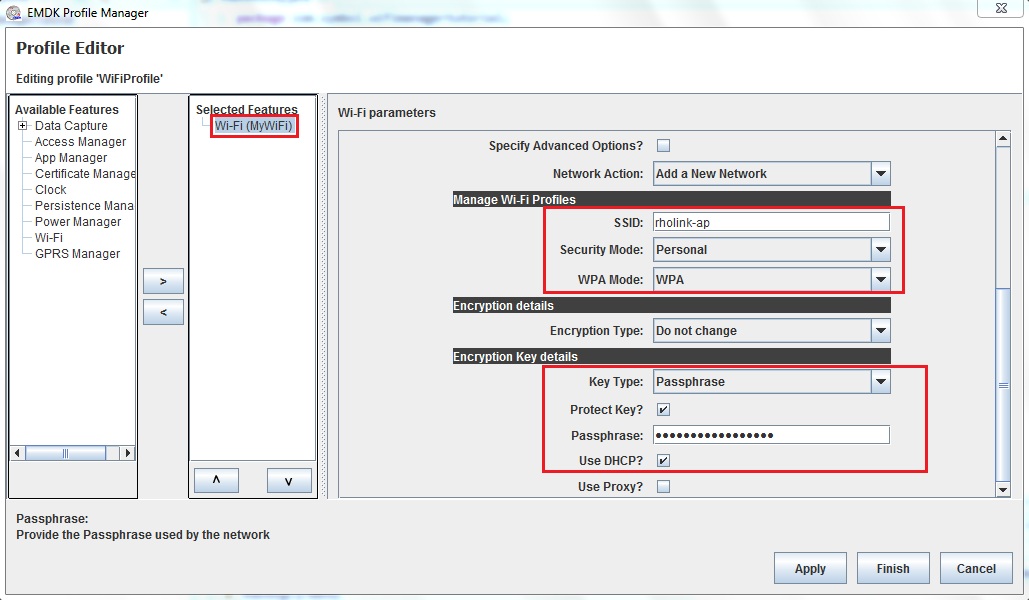 EMDK Profile Manager
Profile Editor
Editing profile 'WiFiProfile'
Available Features
Data Capture
Access Manager
App Manager
Certificate Manage
Clock
Persistence Mana
Power Manager
Wi-Fi
GPRS Manager
>
<
Selected Features
Wi-Fi (MyWiFi)
Wi-Fi parameters
Specify Advanced Options?
Network Action: Add a New Network
Manage Wi-Fi Profiles
SSID: rholink-ap
Security Mode: Personal
WPA Mode: WPA
Encryption details
Encryption Type: Do not change
Encryption Key details
Key Type: Passphrase
Protect Key?
Passphrase: •••••••••••••••••
Use DHCP?
Use Proxy?
Passphrase:
Provide the Passphrase used by the network
Apply Finish Cancel